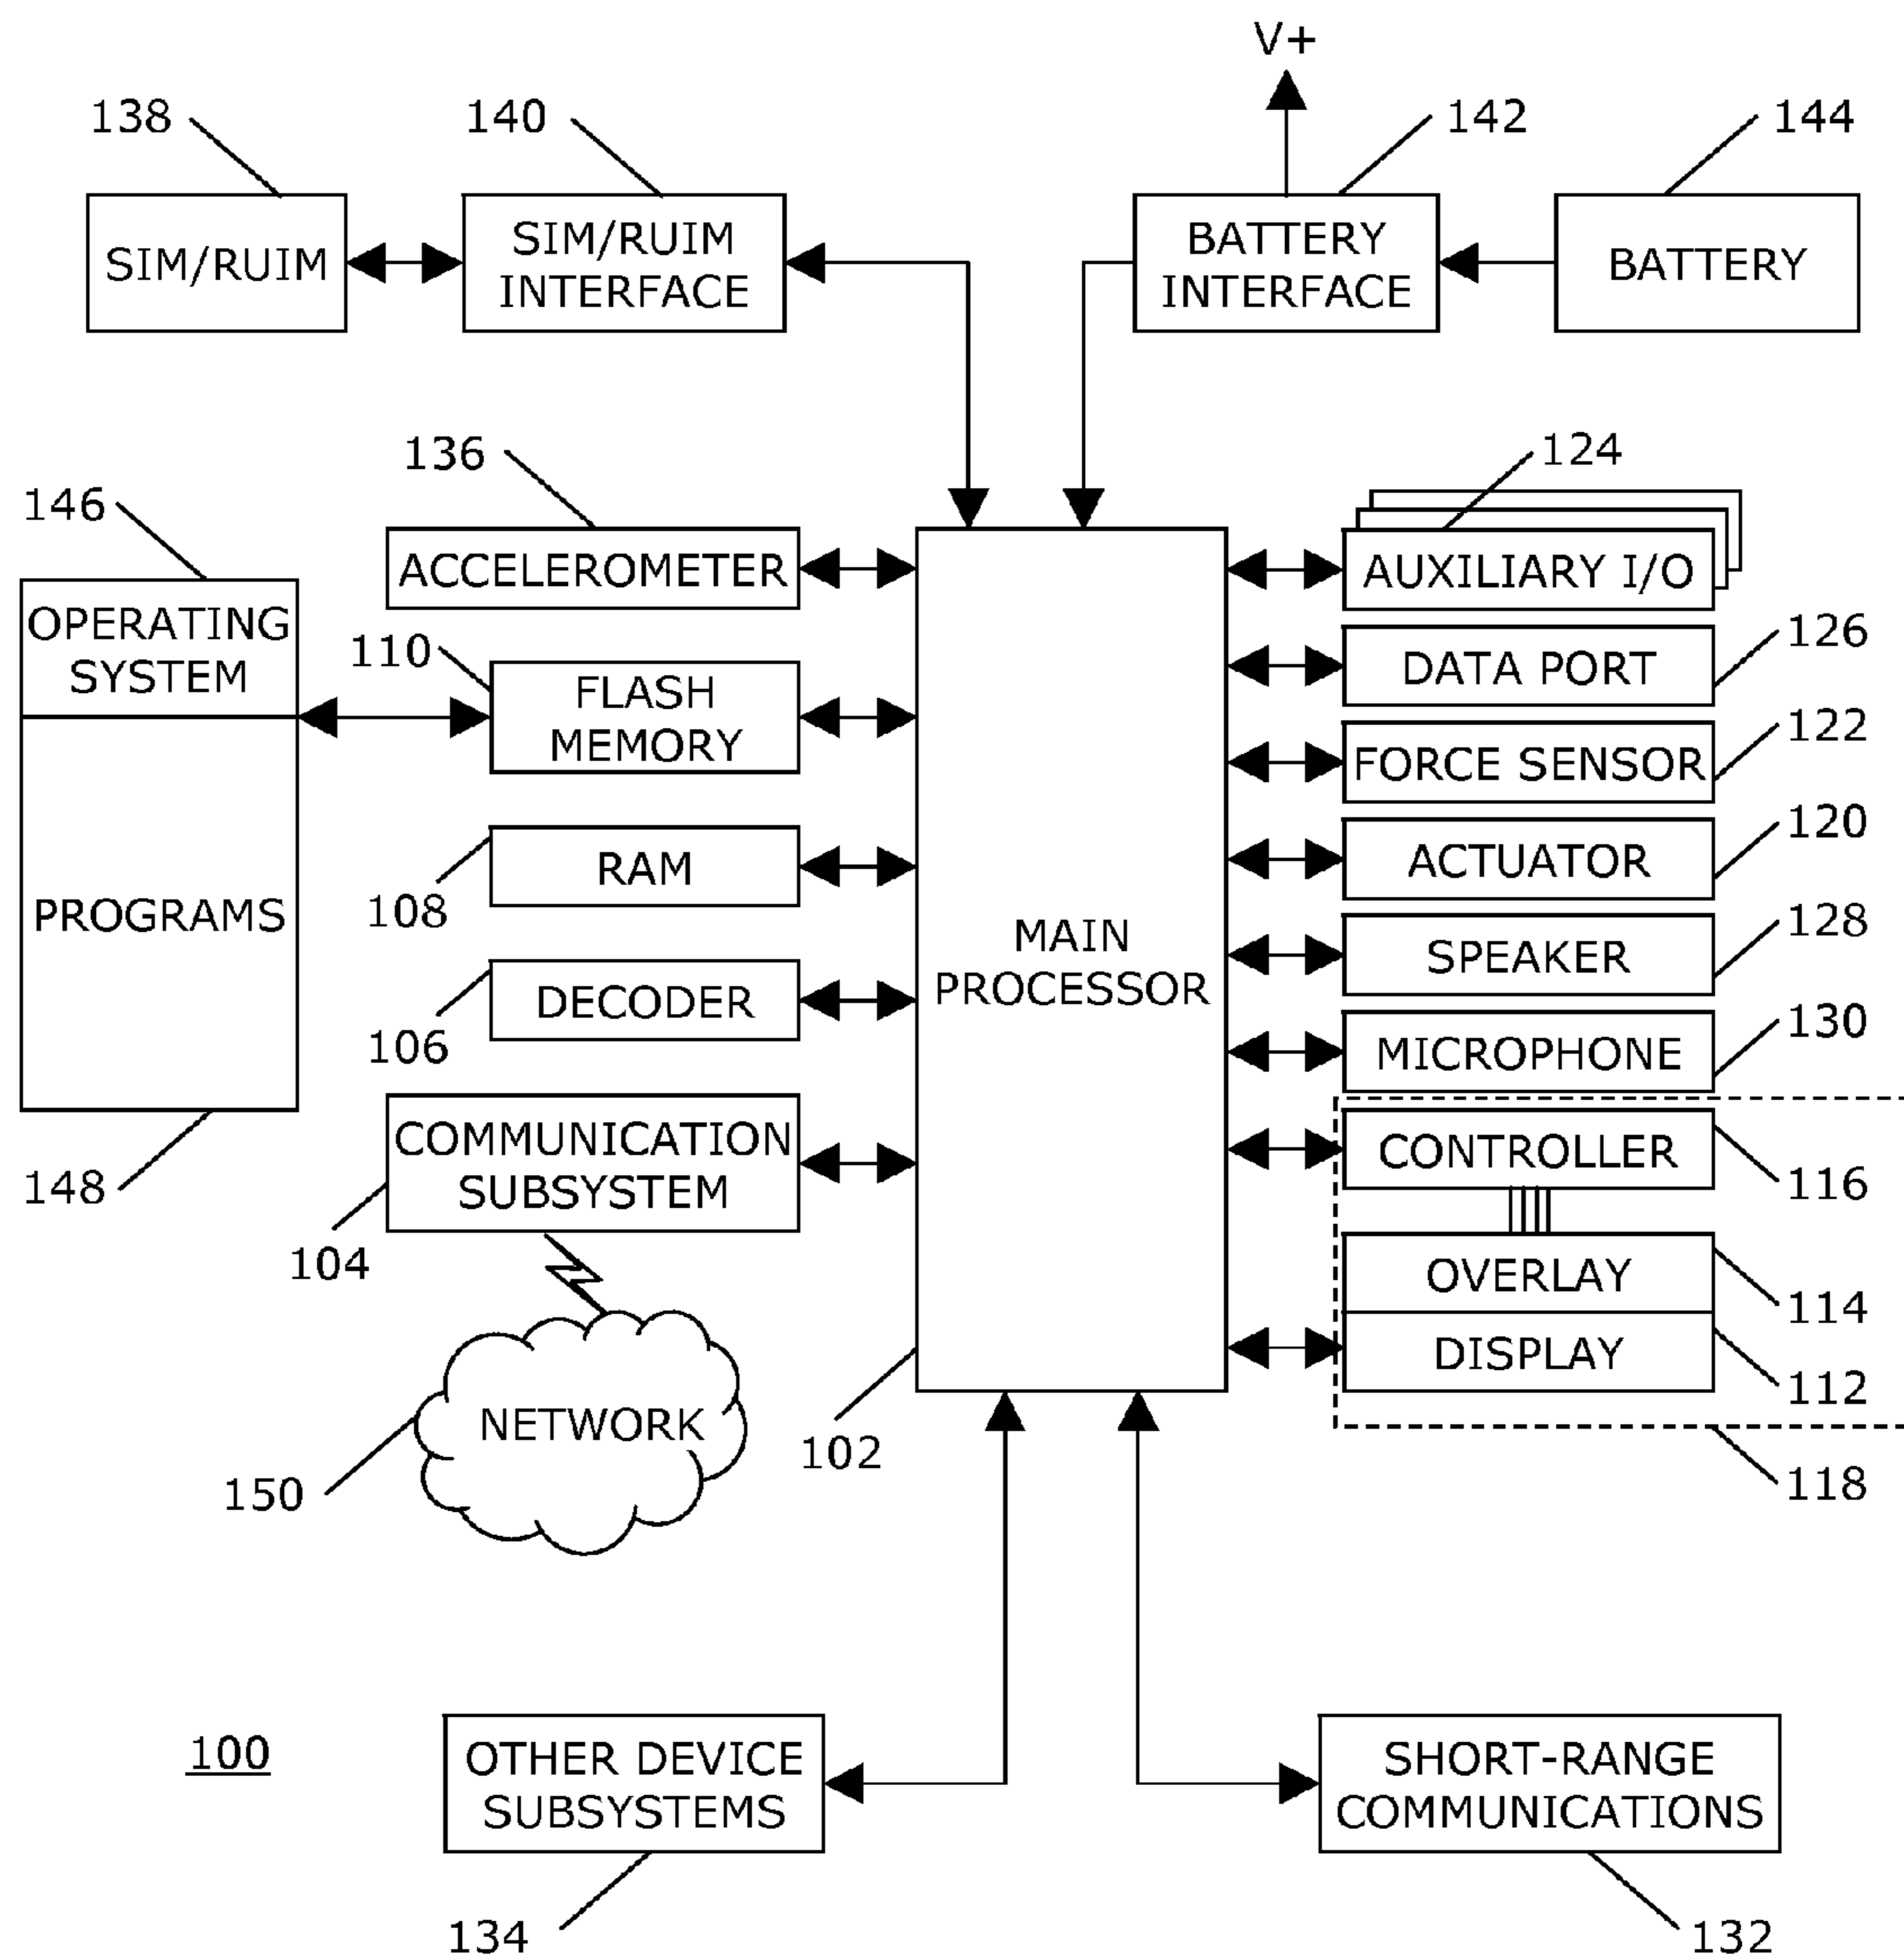 V+
138
140
142
144
SIM/RUIM
SIM/RUIM
INTERFACE
BATTERY
INTERFACE
BATTERY
136
124
146
ACCELEROMETER
AUXILIARY I/O
OPERATING
SYSTEM
110
FLASH
MEMORY
DATA PORT
126
FORCE SENSOR
122
RAM
108
ACTUATOR
120
PROGRAMS
MAIN
PROCESSOR
SPEAKER
128
DECODER
106
MICROPHONE
130
COMMUNICATION
SUBSYSTEM
104
CONTROLLER
116
148
OVERLAY
114
DISPLAY
112
NETWORK
150
102
118
100
OTHER DEVICE
SUBSYSTEMS
SHORT-RANGE
COMMUNICATIONS
134
132